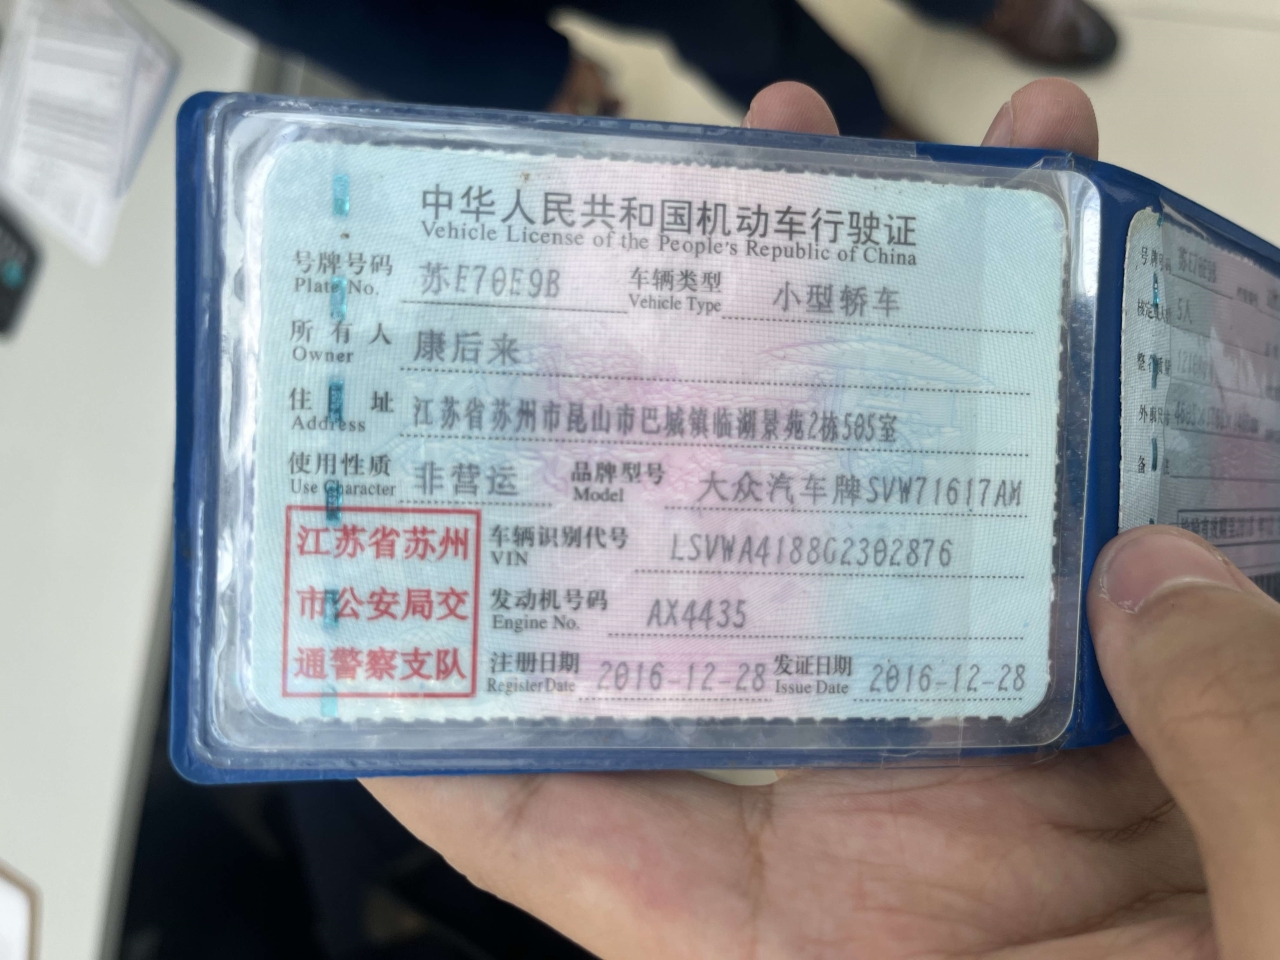 中华人民共和国机动车行驶证
Vehicle License of the People's Republic of China
号牌号码 苏E70E9B 车辆类型 小型轿车
Plate No. Vehicle Type
所有人 康后来
Owner
住址 江苏省苏州市昆山市巴城镇临湖景苑2栋505室
Address
使用性质 非营运 品牌型号 大众汽车牌SVW71617AM
Use Character Model
江苏省苏州
市公安局交
通警察支队
车辆识别代号 LSVWA4188G2302876
VIN
发动机号码 AX4435
Engine No.
注册日期 2016-12-28 发证日期 2016-12-28
Register Date Issue Date
号牌号
5人